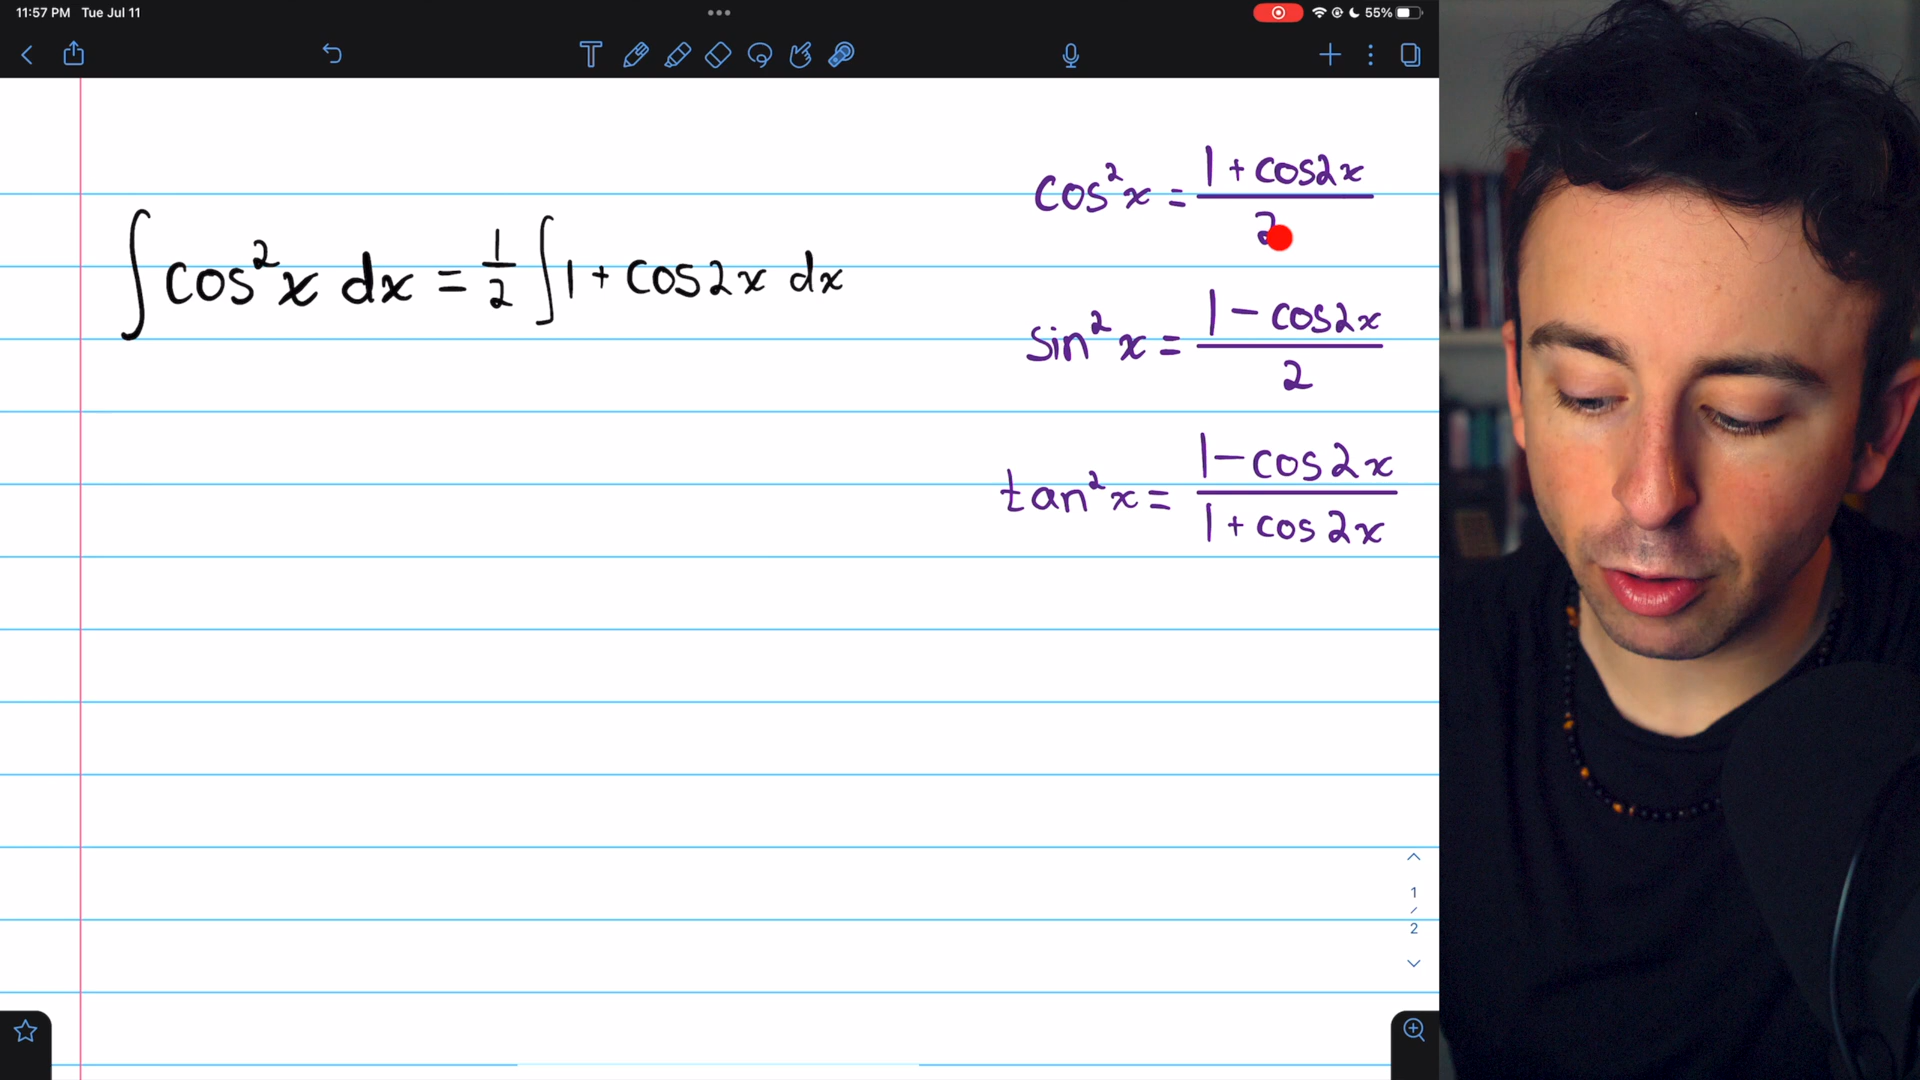 11:57 PM Tue Jul 11
55%
∫cos²x dx = 1/2 ∫1 + cos2x dx
cos²x = (1 + cos2x)/2
sin²x = (1 - cos2x)/2
tan²x = (1 - cos2x)/(1 + cos2x)
1
/
2